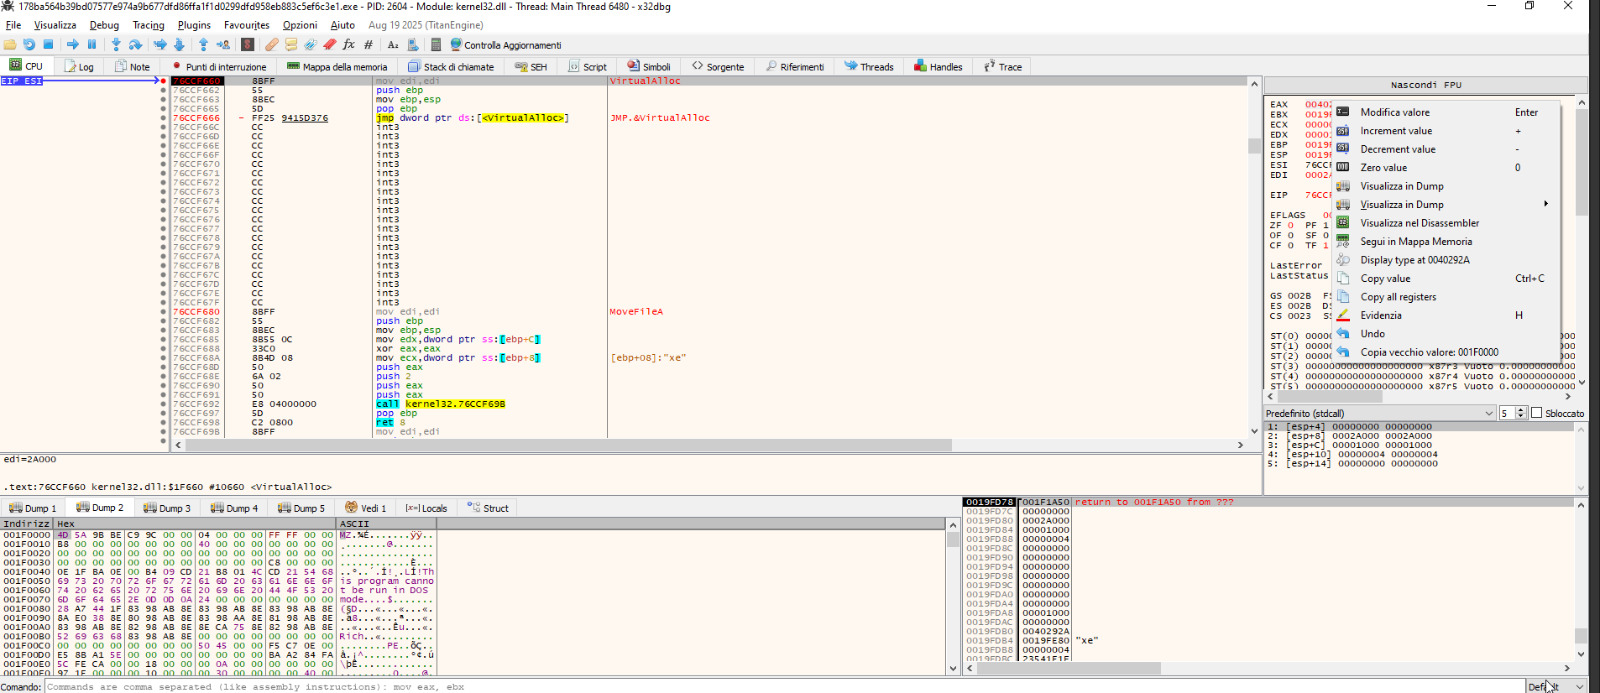 178ba564b39bd07577e974a9b677dfd86ffa1f1d0299dfd958eb883c5ef6c3e1.exe - PID: 2604 - Module: kernel32.dll - Thread: Main Thread 6480 - x32dbg
File Visualizza Debug Tracing Plugins Favourites Opzioni Aiuto Aug 19 2025 (TitanEngine)
Controlla Aggiornamenti
CPU Log Note Punti di interruzione Mappa della memoria Stack di chiamate SEH Script Simboli Sorgente Riferimenti Threads Handles Trace
EIP ESI
76CCF660 8BFF mov edi,edi VirtualAlloc
76CCF662 55 push ebp
76CCF663 8BEC mov ebp,esp
76CCF665 5D pop ebp
76CCF666 - FF25 9415D376 jmp dword ptr ds:[<VirtualAlloc>] JMP.&VirtualAlloc
76CCF66C CC int3
76CCF66D CC int3
76CCF66E CC int3
76CCF66F CC int3
76CCF670 CC int3
76CCF671 CC int3
76CCF672 CC int3
76CCF673 CC int3
76CCF674 CC int3
76CCF675 CC int3
76CCF676 CC int3
76CCF677 CC int3
76CCF678 CC int3
76CCF679 CC int3
76CCF67A CC int3
76CCF67B CC int3
76CCF67C CC int3
76CCF67D CC int3
76CCF67E CC int3
76CCF67F CC int3
76CCF680 8BFF mov edi,edi MoveFileA
76CCF682 55 push ebp
76CCF683 8BEC mov ebp,esp
76CCF685 8B55 0C mov edx,dword ptr ss:[ebp+C]
76CCF688 33C0 xor eax,eax
76CCF68A 8B4D 08 mov ecx,dword ptr ss:[ebp+8] [ebp+08]:"xe"
76CCF68D 50 push eax
76CCF68E 6A 02 push 2
76CCF690 50 push eax
76CCF691 50 push eax
76CCF692 E8 04000000 call kernel32.76CCF69B
76CCF697 5D pop ebp
76CCF698 C2 0800 ret 8
76CCF69B 8BFF mov edi,edi
edi=2A000
.text:76CCF660 kernel32.dll:$1F660 #10660 <VirtualAlloc>
Nascondi FPU
EAX 0040
EBX 0019F
ECX 0000
EDX 0000
EBP 0019F
ESP 0019F
ESI 76CCF
EDI 0002A
EIP 76CCF
EFLAGS 00
ZF 0 PF 1
OF 0 SF 0
CF 0 TF 1
LastError
LastStatus
GS 002B
ES 002B
CS 0023
ST(0) 0000
ST(1) 0000
ST(2) 0000
ST(3) 00000000000000000000 x87r3 Vuoto 0.00000000000
ST(4) 00000000000000000000 x87r4 Vuoto 0.00000000000
ST(5) 00000000000000000000 x87r5 Vuoto 0.00000000000
Modifica valore Enter
Increment value +
Decrement value -
Zero value 0
Visualizza in Dump
Visualizza in Dump
Visualizza nel Disassembler
Segui in Mappa Memoria
Display type at 0040292A
Copy value Ctrl+C
Copy all registers
Evidenzia H
Undo
Copia vecchio valore: 001F0000
Predefinito (stdcall) 5 Sbloccato
1: [esp+4] 00000000 00000000
2: [esp+8] 0002A000 0002A000
3: [esp+C] 00001000 00001000
4: [esp+10] 00000004 00000004
5: [esp+14] 00000000 00000000
Dump 1 Dump 2 Dump 3 Dump 4 Dump 5 Vedi 1 Locals Struct
Indirizz Hex ASCII
001F0000 4D 5A 9B BE C9 9C 00 00 04 00 00 00 FF FF 00 00 MZ.¾É.......ÿÿ..
001F0010 B8 00 00 00 00 00 00 00 40 00 00 00 00 00 00 00 ¸.......@.......
001F0020 00 00 00 00 00 00 00 00 00 00 00 00 00 00 00 00 ................
001F0030 00 00 00 00 00 00 00 00 00 00 00 00 C8 00 00 00 ............È...
001F0040 0E 1F BA 0E 00 B4 09 CD 21 B8 01 4C CD 21 54 68 ..º..´.Í!¸.LÍ!Th
001F0050 69 73 20 70 72 6F 67 72 61 6D 20 63 61 6E 6E 6F is program canno
001F0060 74 20 62 65 20 72 75 6E 20 69 6E 20 44 4F 53 20 t be run in DOS
001F0070 6D 6F 64 65 2E 0D 0D 0A 24 00 00 00 00 00 00 00 mode....$.......
001F0080 28 A7 44 1F 83 98 AB 8E 83 98 AB 8E 83 98 AB 8E (§D...«...«...«.
001F0090 8A E0 38 8E 80 98 AB 8E 83 98 AA 8E 81 98 AB 8E .à8...«...ª...«.
001F00A0 83 98 AB 8E 82 98 AB 8E 8E CA 75 8E 82 98 AB 8E ..«...«..Êu...«.
001F00B0 52 69 63 68 83 98 AB 8E 00 00 00 00 00 00 00 00 Rich..«.........
001F00C0 00 00 00 00 00 00 00 00 50 45 00 00 F5 C7 0E 00 ........PE..õÇ..
001F00D0 E5 8B A1 5E 00 00 00 00 00 00 00 00 BA A2 84 FA
001F00E0 5C FE CA 00 00 18 00 00 00 0A 00 00 00 00 00 00 \þÊ.............
0019FD78 001F1A50 return to 001F1A50 from ???
0019FD7C 00000000
0019FD80 0002A000
0019FD84 00001000
0019FD88 00000004
0019FD8C 00000000
0019FD90 00000000
0019FD94 00000000
0019FD98 00000000
0019FD9C 00000000
0019FDA0 00000000
0019FDA4 00000000
0019FDA8 00001000
0019FDAC 00000000
0019FDB0 0040292A
0019FDB4 0019FE80 "xe"
0019FDB8 00000004
0019FDBC 23541F1F
Comando: Commands are comma separated (like assembly instructions): mov eax, ebx
Default